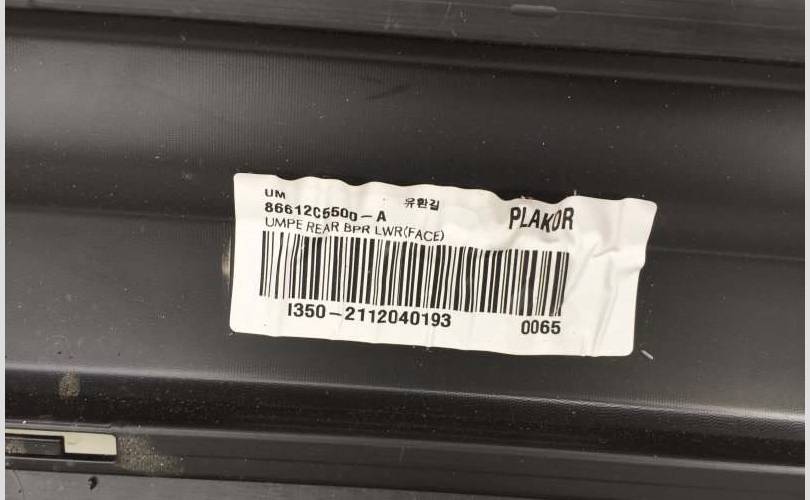 UM
86612C5500-A 유환길 PLAKOR
UMPE REAR BPR LWR(FACE)
I350-2112040193 0065